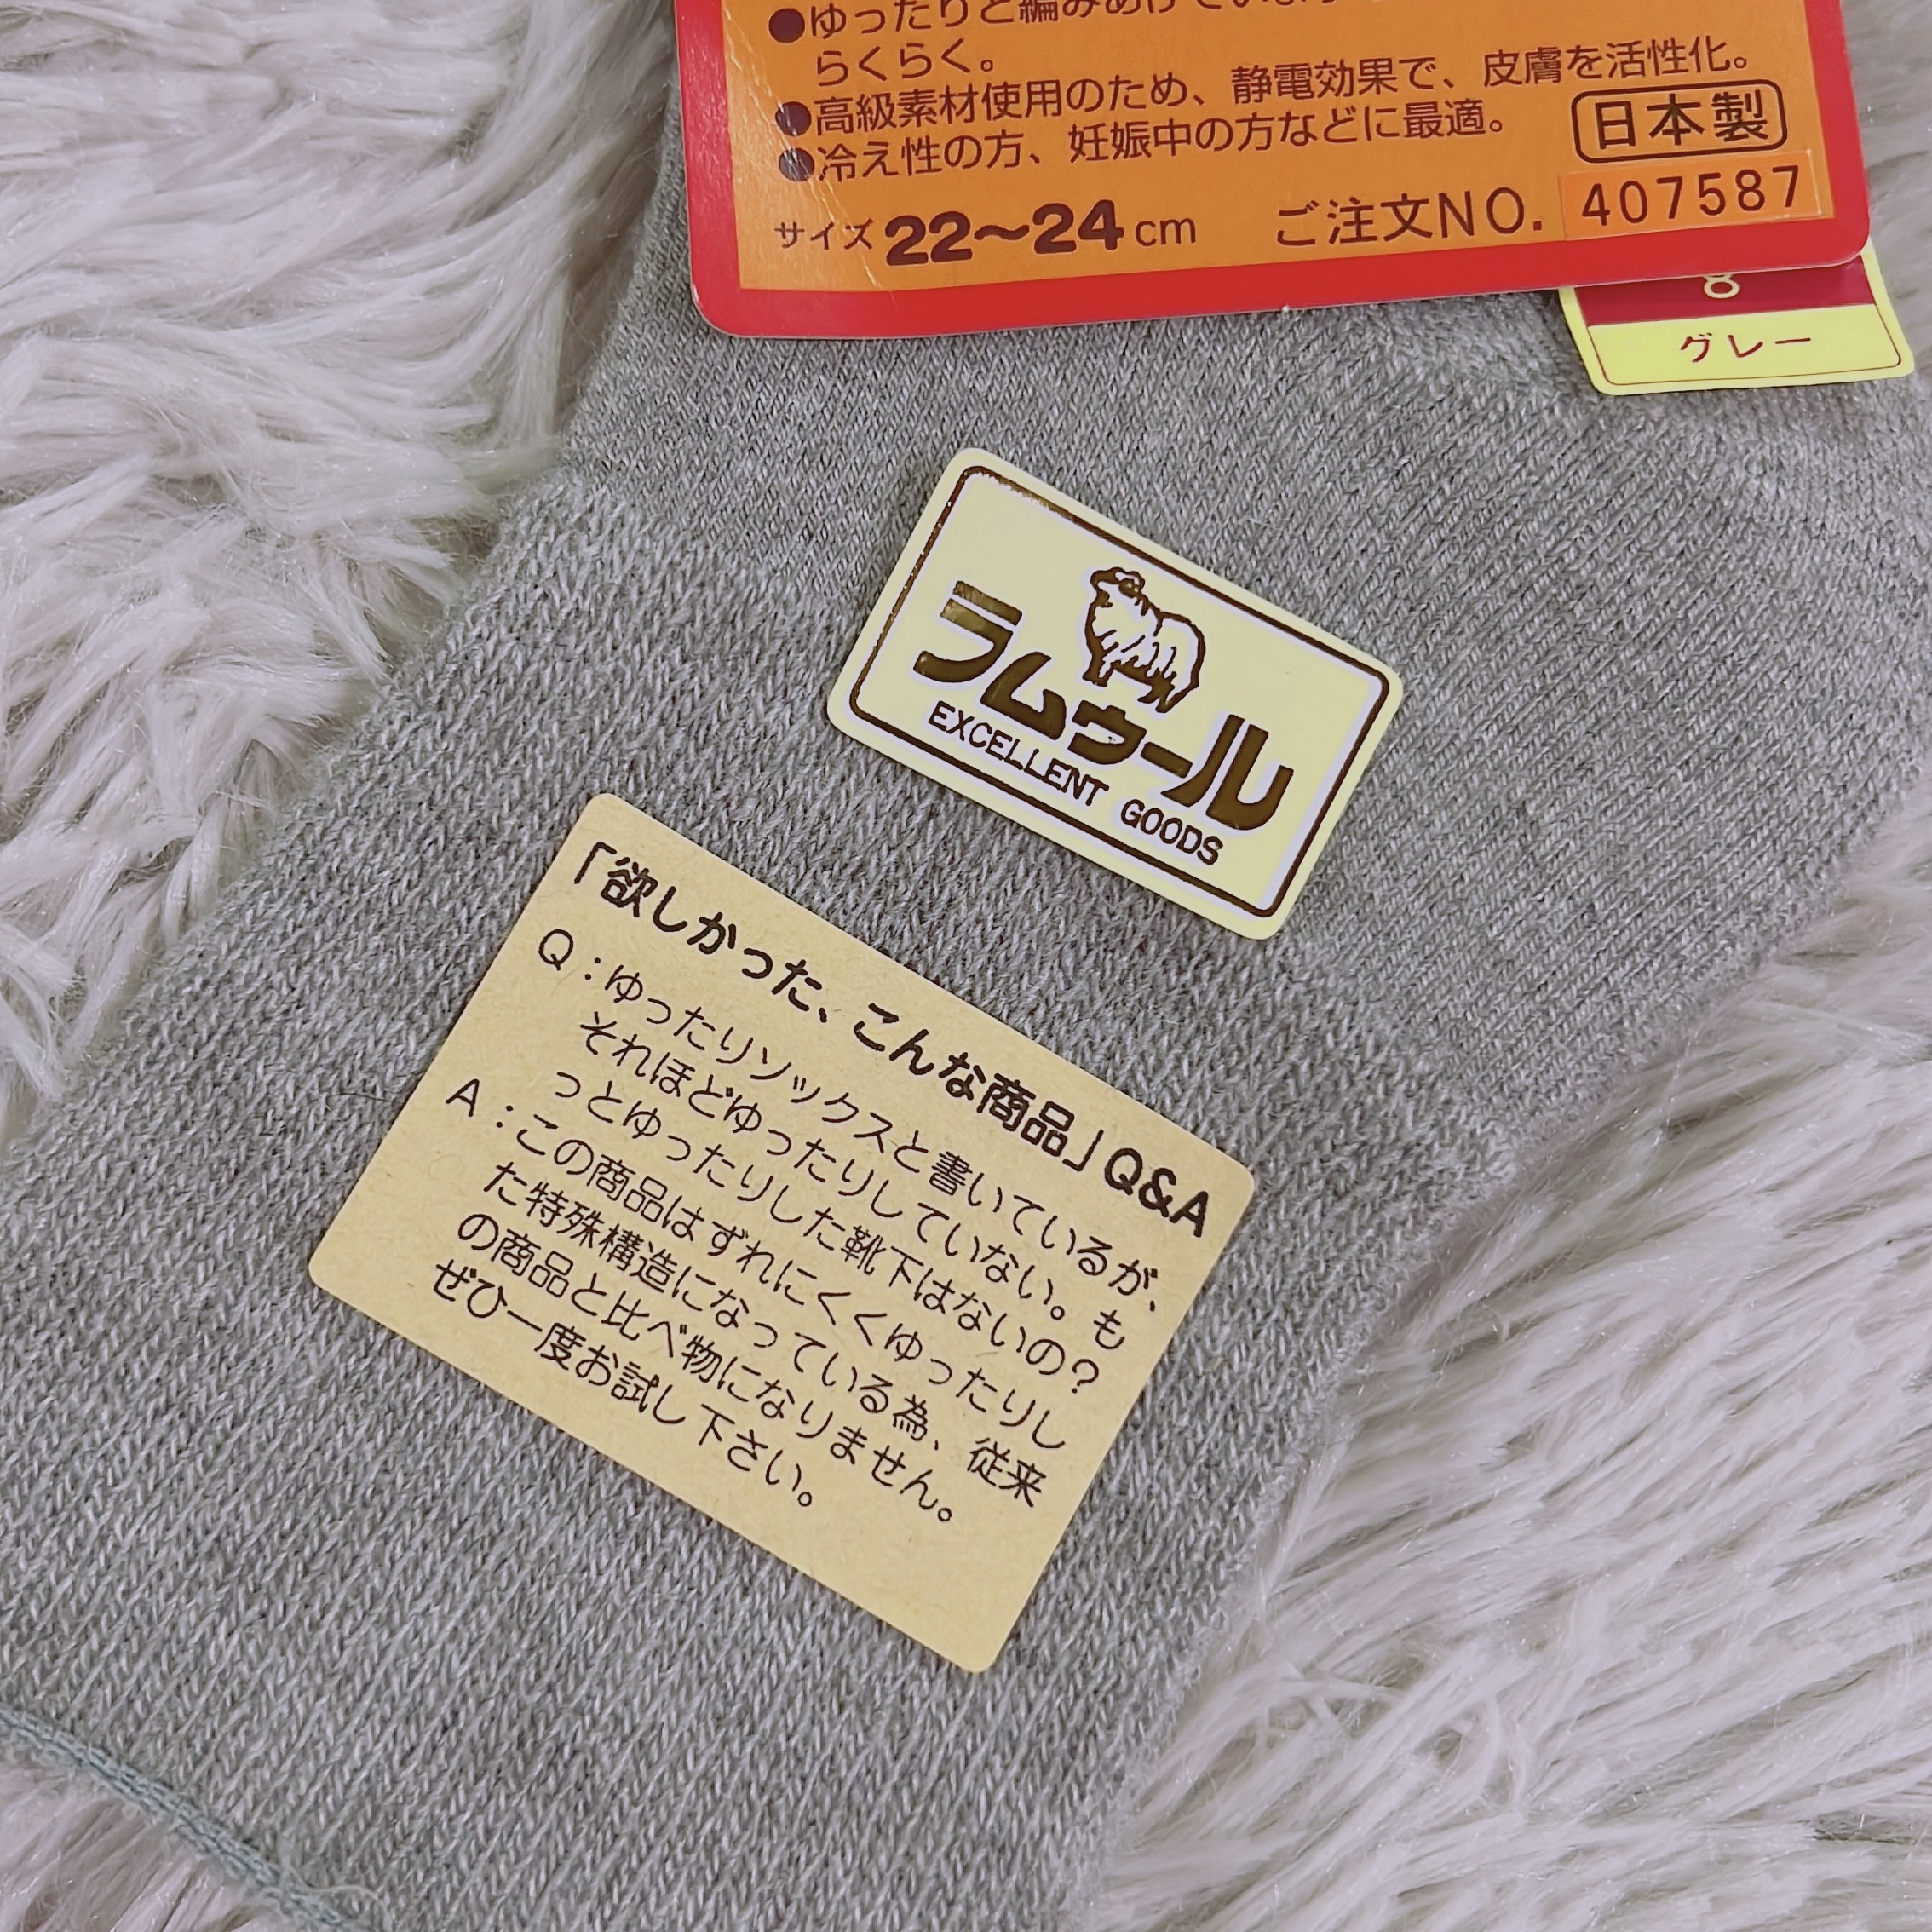 ●ゆったりと編みあげています
らくらく。
●高級素材使用のため、静電効果で、皮膚を活性化。
●冷え性の方、妊娠中の方などに最適。
日本製
サイズ 22〜24cm ご注文NO. 407587
8
グレー
ラムウール
EXCELLENT GOODS
「欲しかった、こんな商品」Q&A
Q：ゆったりソックスと書いているが、
それほどゆったりしていない。も
っとゆったりした靴下はないの？
A：この商品はずれにくくゆったりし
た特殊構造になっている為、従来
の商品と比べ物になりません。
ぜひ一度お試し下さい。